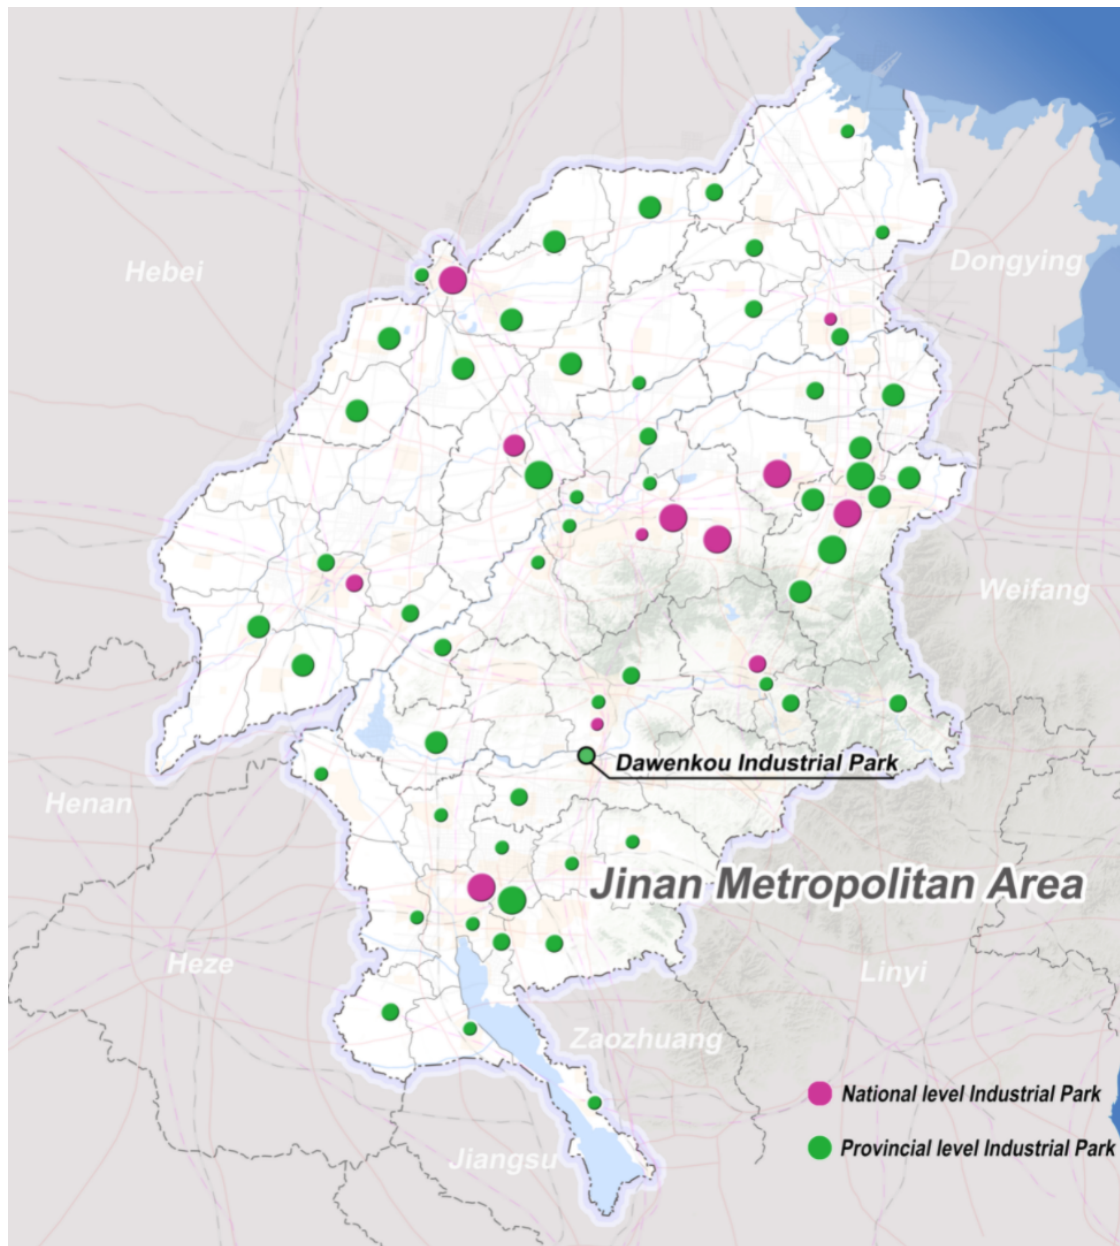 Hebei
Dongying
Weifang
Dawenkou Industrial Park
Henan
Jinan Metropolitan Area
Heze
Linyi
Zaozhuang
National level Industrial Park
Provincial level Industrial Park
Jiangsu